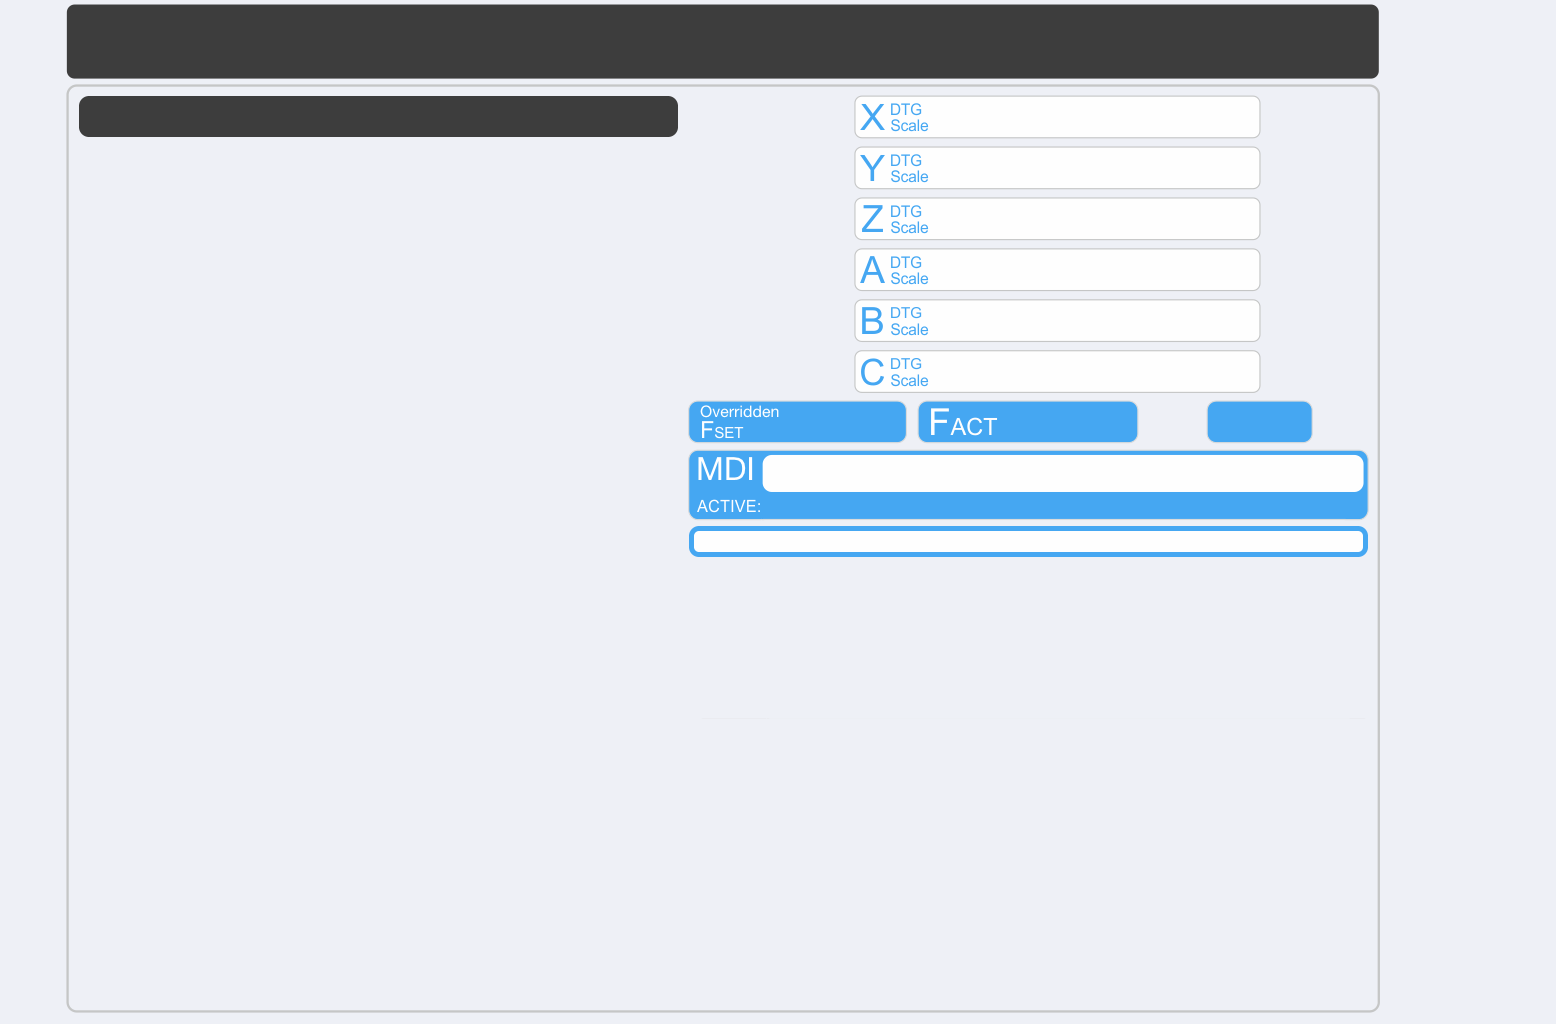 X DTG
Scale
Y DTG
Scale
Z DTG
Scale
A DTG
Scale
B DTG
Scale
C DTG
Scale
Overridden
FSET
FACT
MDI
ACTIVE: